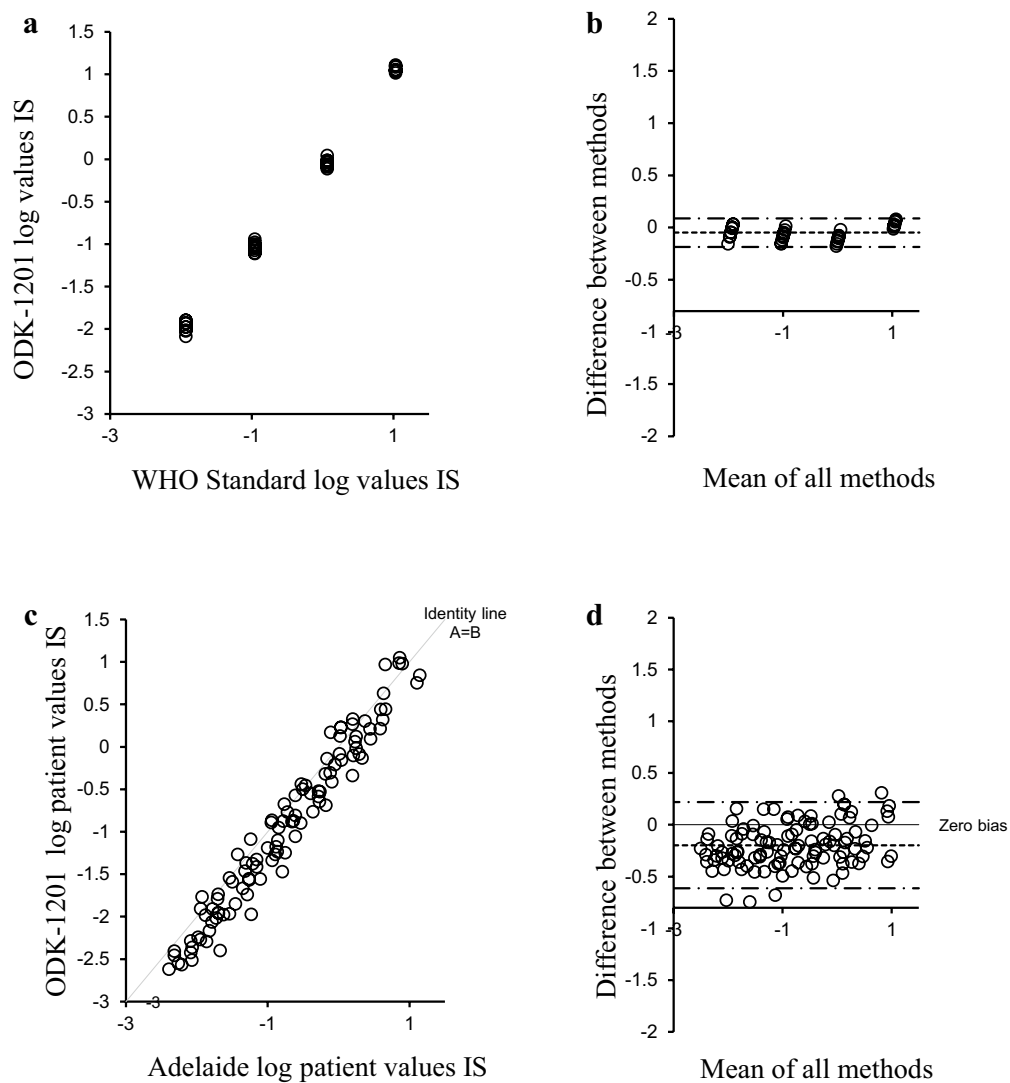 a
ODK-1201 log values IS
1.5
1
0.5
0
-0.5
-1
-1.5
-2
-2.5
-3
-3 -1 1
WHO Standard log values IS
b
Difference between methods
2
1.5
1
0.5
0
-0.5
-1
-1.5
-2
-3 -1 1
Mean of all methods
c
ODK-1201 log patient values IS
1.5
1
0.5
0
-0.5
-1
-1.5
-2
-2.5
-3
-3
-3 -1 1
Identity line
A=B
Adelaide log patient values IS
d
Difference between methods
2
1.5
1
0.5
0
-0.5
-1
-1.5
-2
-3 -1 1
Zero bias
Mean of all methods